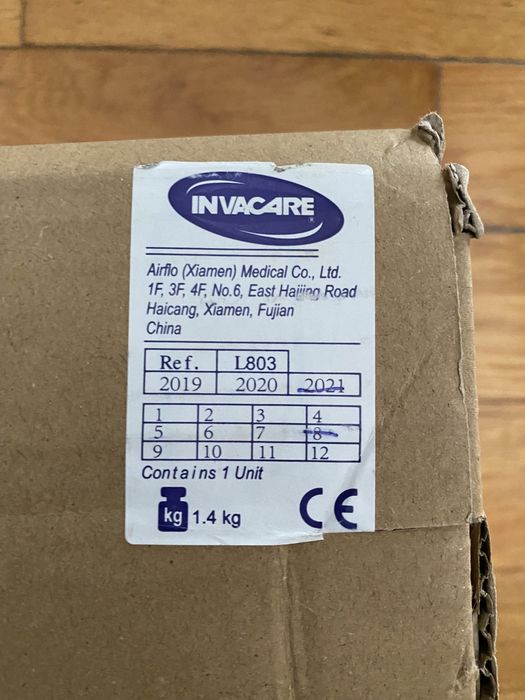 INVACARE
Airflo (Xiamen) Medical Co., Ltd.
1F, 3F, 4F, No.6, East Haijing Road
Haicang, Xiamen, Fujian
China
Ref. L803
2019 2020 2021
1 2 3 4
5 6 7 8
9 10 11 12
Contains 1 Unit
kg 1.4 kg CE